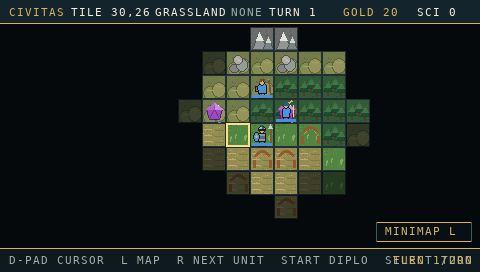 CIVITAS TILE 30,26 GRASSLAND NONE TURN 1 GOLD 20 SCI 0
MINIMAP L
D-PAD CURSOR L MAP R NEXT UNIT START DIPLO